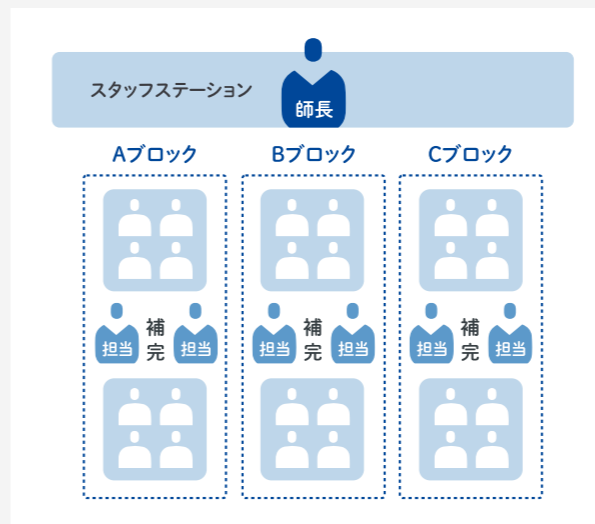 スタッフステーション
師長
Aブロック
Bブロック
Cブロック
担当
補完
担当
担当
補完
担当
担当
補完
担当